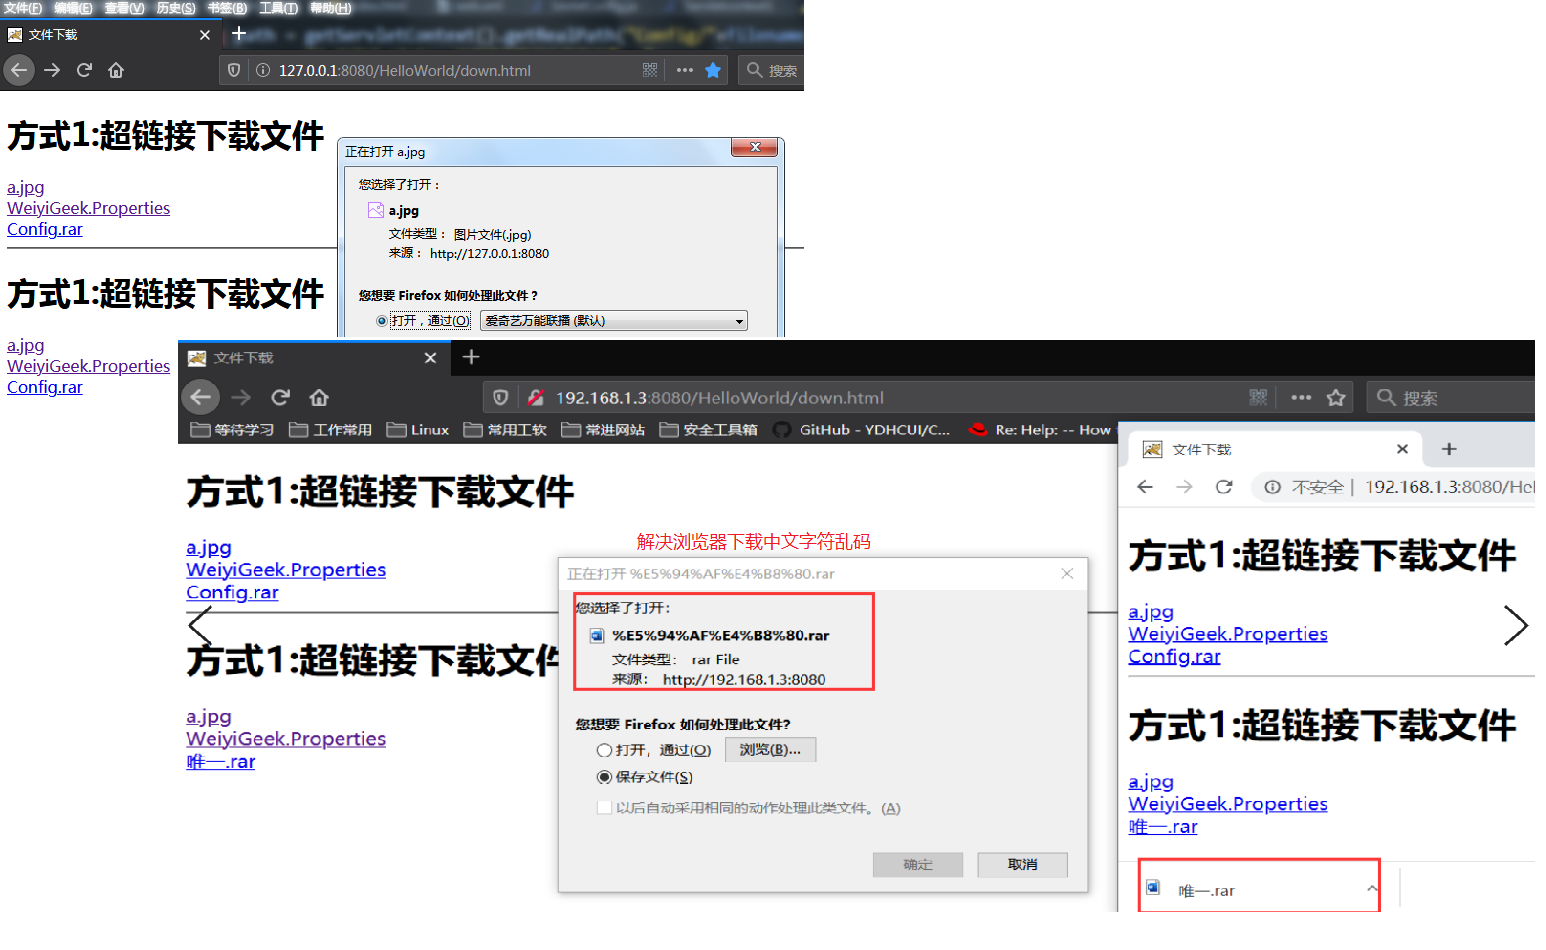 文件(F) 编辑(E) 查看(V) 历史(S) 书签(B) 工具(T) 帮助(H)
文件下载
path = getServletContext().getRealPath("Config/"+filename
127.0.0.1:8080/HelloWorld/down.html
搜索
方式1:超链接下载文件
a.jpg
WeiyiGeek.Properties
Config.rar
方式1:超链接下载文件
a.jpg
WeiyiGeek.Properties
Config.rar
正在打开 a.jpg
您选择了打开：
a.jpg
文件类型： 图片文件(.jpg)
来源： http://127.0.0.1:8080
您想要 Firefox 如何处理此文件？
打开，通过(O) 爱奇艺万能联播 (默认)
文件下载
192.168.1.3:8080/HelloWorld/down.html
搜索
等待学习 工作常用 Linux 常用工软 常进网站 安全工具箱 GitHub - YDHCUI/C... Re: Help: -- How
方式1:超链接下载文件
a.jpg
WeiyiGeek.Properties
Config.rar
方式1:超链接下载文件
a.jpg
WeiyiGeek.Properties
唯一.rar
解决浏览器下载中文字符乱码
正在打开 %E5%94%AF%E4%B8%80.rar
您选择了打开:
%E5%94%AF%E4%B8%80.rar
文件类型: rar File
来源: http://192.168.1.3:8080
您想要 Firefox 如何处理此文件?
打开，通过(O) 浏览(B)...
保存文件(S)
以后自动采用相同的动作处理此类文件。(A)
确定 取消
文件下载
不安全 | 192.168.1.3:8080/Hel
方式1:超链接下载文件
a.jpg
WeiyiGeek.Properties
Config.rar
方式1:超链接下载文件
a.jpg
WeiyiGeek.Properties
唯一.rar
唯一.rar